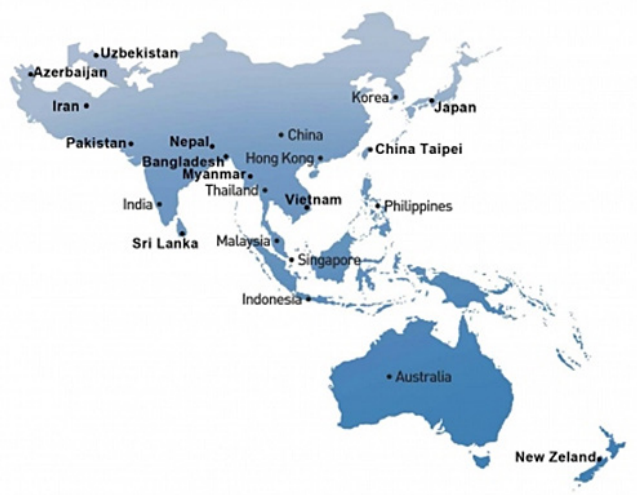 Uzbekistan
Azerbaijan
Korea
Iran
Japan
China
Pakistan
Nepal
China Taipei
Bangladesh
Hong Kong
Myanmar
Thailand
Vietnam
India
Philippines
Sri Lanka
Malaysia
Singapore
Indonesia
Australia
New Zeland